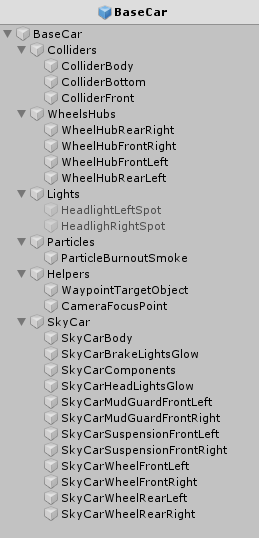 BaseCar
BaseCar
Colliders
ColliderBody
ColliderBottom
ColliderFront
WheelsHubs
WheelHubRearRight
WheelHubFrontRight
WheelHubFrontLeft
WheelHubRearLeft
Lights
HeadlightLeftSpot
HeadlighRightSpot
Particles
ParticleBurnoutSmoke
Helpers
WaypointTargetObject
CameraFocusPoint
SkyCar
SkyCarBody
SkyCarBrakeLightsGlow
SkyCarComponents
SkyCarHeadLightsGlow
SkyCarMudGuardFrontLeft
SkyCarMudGuardFrontRight
SkyCarSuspensionFrontLeft
SkyCarSuspensionFrontRight
SkyCarWheelFrontLeft
SkyCarWheelFrontRight
SkyCarWheelRearLeft
SkyCarWheelRearRight